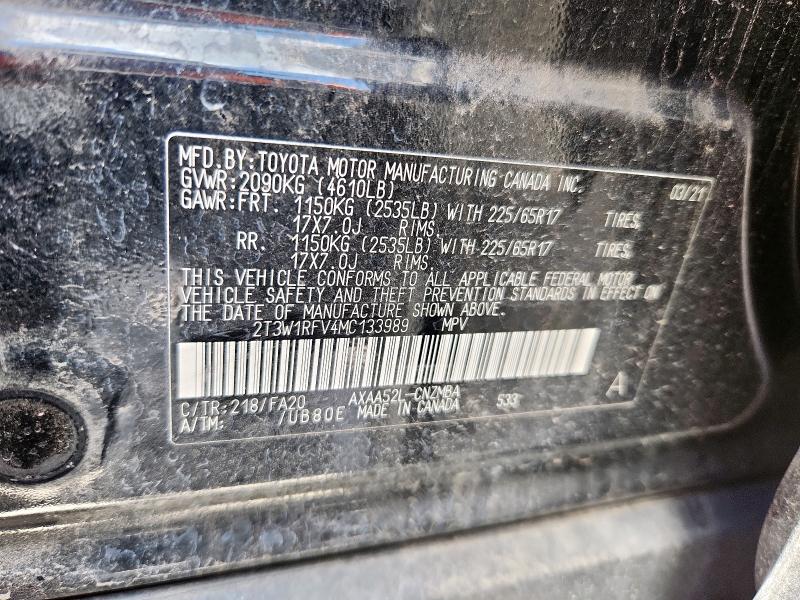 MFD.BY:TOYOTA MOTOR MANUFACTURING CANADA INC.
GVWR:2090KG (4610LB) 03/21
GAWR:FRT. 1150KG (2535LB) WITH 225/65R17 TIRES,
17X7.0J RIMS,
RR. 1150KG (2535LB) WITH 225/65R17 TIRES,
17X7.0J RIMS.
THIS VEHICLE CONFORMS TO ALL APPLICABLE FEDERAL MOTOR
VEHICLE SAFETY AND THEFT PREVENTION STANDARDS IN EFFECT ON
THE DATE OF MANUFACTURE SHOWN ABOVE.
2T3W1RFV4MC133989 MPV
C/TR:218/FA20 AXAA52L-CNZMBA 533 A
A/TM: /UB80E MADE IN CANADA